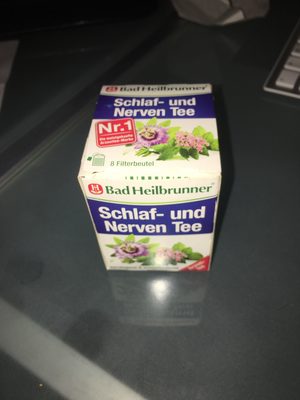 Bad Heilbrunner®
Schlaf- und
Nerven Tee
Nr.1
8 Filterbeutel
Bad Heilbrunner®
Schlaf- und
Nerven Tee